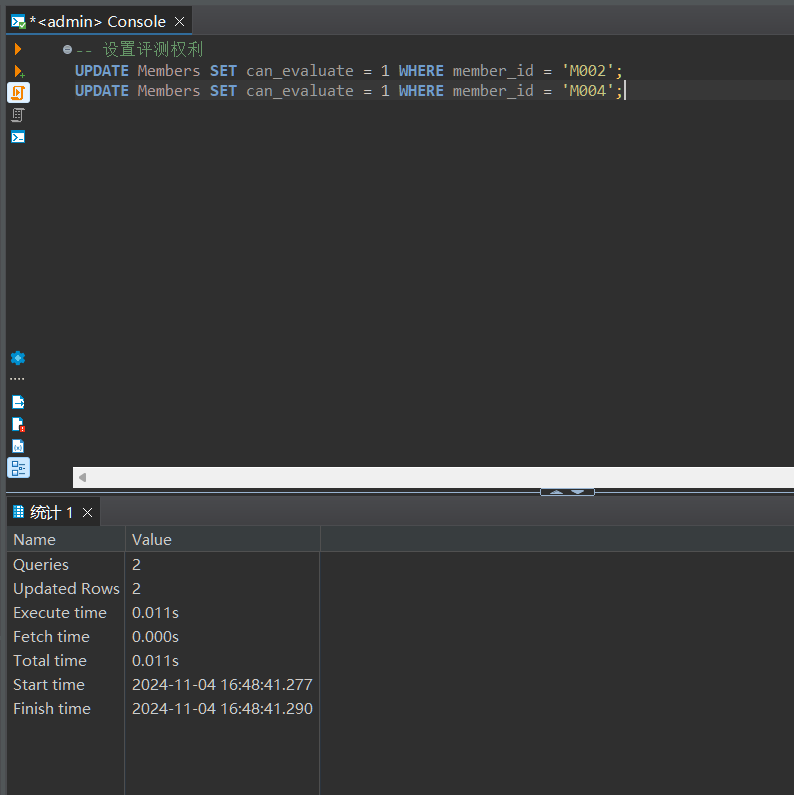 *<admin> Console
-- 设置评测权利
UPDATE Members SET can_evaluate = 1 WHERE member_id = 'M002';
UPDATE Members SET can_evaluate = 1 WHERE member_id = 'M004';
统计 1
Name Value
Queries 2
Updated Rows 2
Execute time 0.011s
Fetch time 0.000s
Total time 0.011s
Start time 2024-11-04 16:48:41.277
Finish time 2024-11-04 16:48:41.290